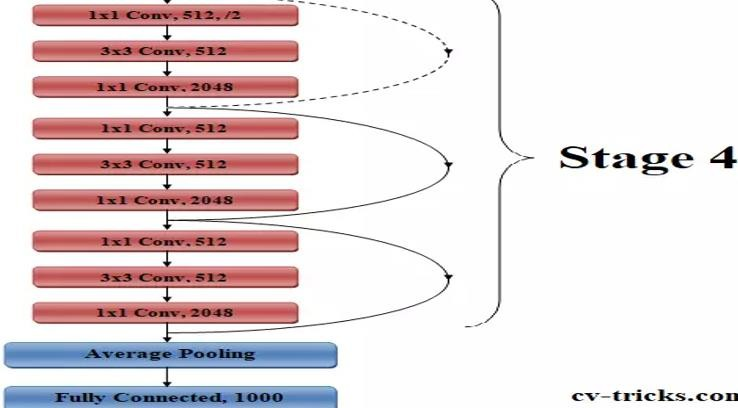 1x1 Conv, 512, /2
3x3 Conv, 512
1x1 Conv, 2048
1x1 Conv, 512
3x3 Conv, 512
1x1 Conv, 2048
Stage 4
1x1 Conv, 512
3x3 Conv, 512
1x1 Conv, 2048
Average Pooling
Fully Connected, 1000
cv-tricks.com